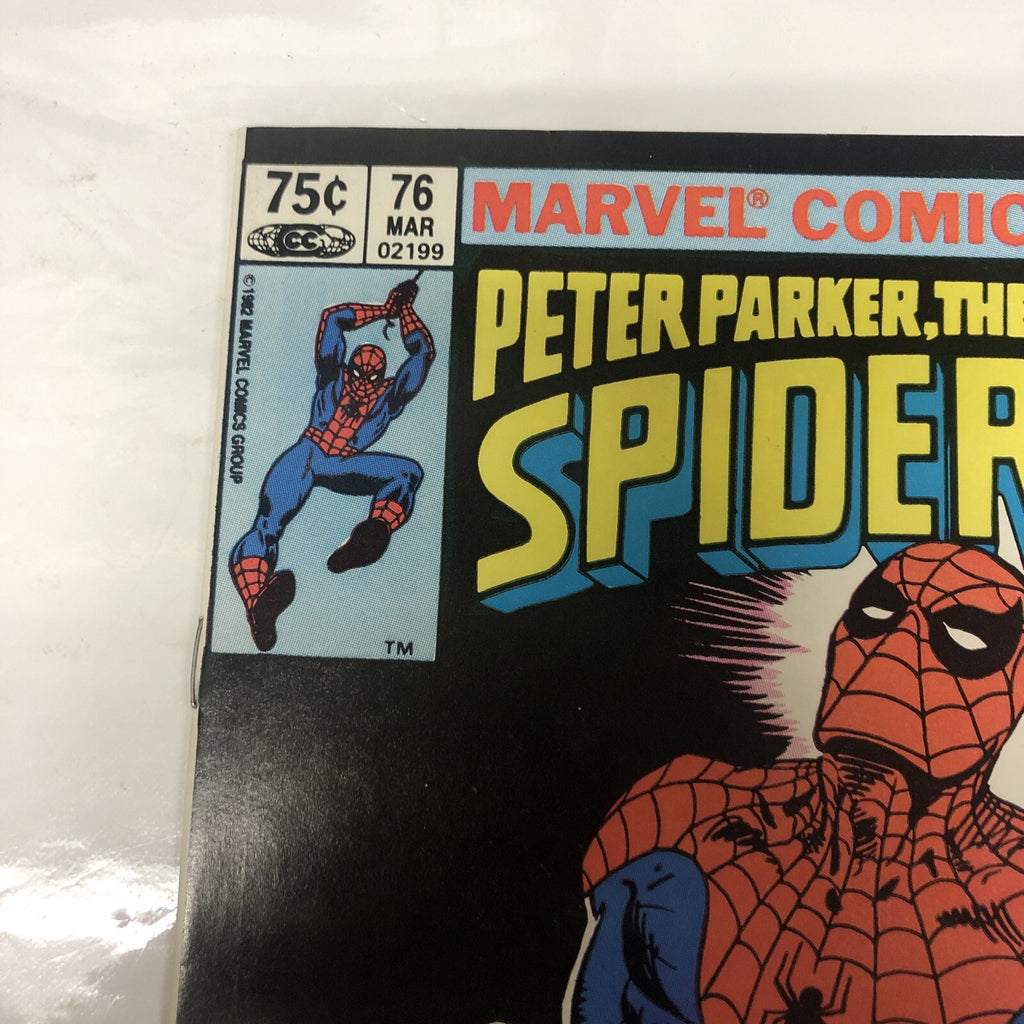 75¢
CC
76
MAR
02199
MARVEL® COMIC
© 1982 MARVEL COMICS GROUP
PETER PARKER, THE
SPIDER
TM